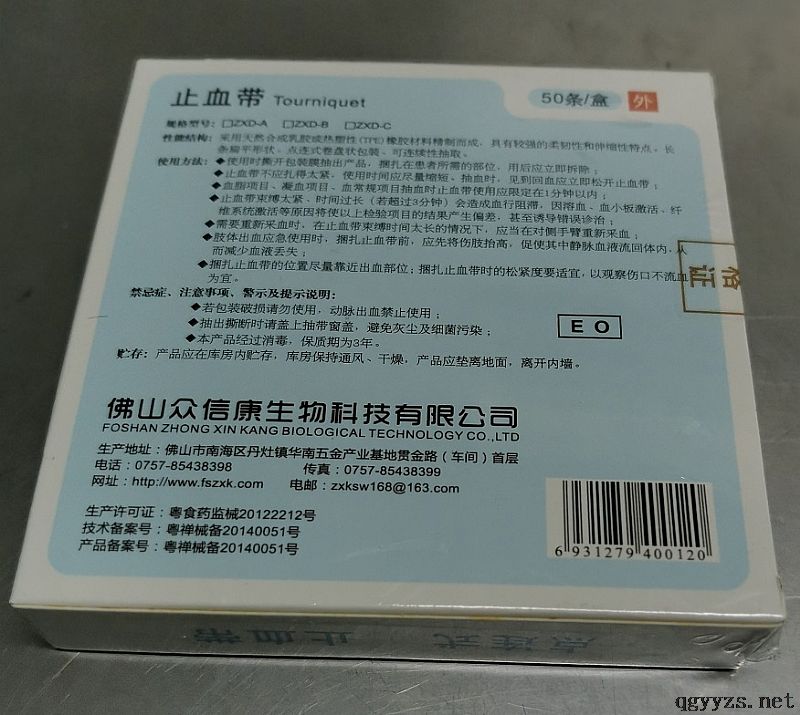 止血带 Tourniquet
50条/盒 外
规格型号：□ZXD-A □ZXD-B □ZXD-C
性能结构：采用天然合成乳胶或热塑性(TPE)橡胶材料精制而成，具有较强的柔韧性和伸缩性特点。长
条扁平形状、点连式卷盘状包装、可连续性抽取。
使用方法：◆使用时撕开包装膜抽出产品，捆扎在患者所需的部位，用后应立即拆除；
◆止血带不应扎得太紧。使用时间应尽量缩短。抽血时，见到回血应立即松开止血带；
◆血脂项目、凝血项目、血常规项目抽血时止血带使用应限定在1分钟以内；
◆止血带束缚太紧、时间过长（若超过3分钟）会造成血行阻滞，因溶血、血小板激活、纤
维系统激活等原因将使以上检验项目的结果产生偏差，甚至诱导错误诊治；
◆需要重新采血时，在止血带束缚时间太长的情况下，应当在对侧手臂重新采血；
◆肢体出血应急使用时，捆扎止血带前，应先将伤肢抬高，促使其中静脉血液流回体内，从
而减少血液丢失；
◆捆扎止血带的位置尽量靠近出血部位；捆扎止血带时的松紧度要适宜，以观察伤口不流血
为宜。
格证
禁忌症、注意事项、警示及提示说明：
◆若包装破损请勿使用，动脉出血禁止使用；
◆抽出撕断时请盖上抽带窗盖，避免灰尘及细菌污染；
◆本产品经过消毒，保质期为3年。
EO
贮存：产品应在库房内贮存，库房保持通风、干燥，产品应垫离地面，离开内墙。
佛山众信康生物科技有限公司
FOSHAN ZHONG XIN KANG BIOLOGICAL TECHNOLOGY CO.,LTD
生产地址：佛山市南海区丹灶镇华南五金产业基地贯金路（车间）首层
电话：0757-85438398 传真：0757-85438399
网址：http://www.fszxk.com 电邮：zxksw168@163.com
生产许可证：粤食药监械20122212号
技术备案号：粤禅械备20140051号
产品备案号：粤禅械备20140051号
6 931279 400120
点连式 止血带
qgyyzs.net